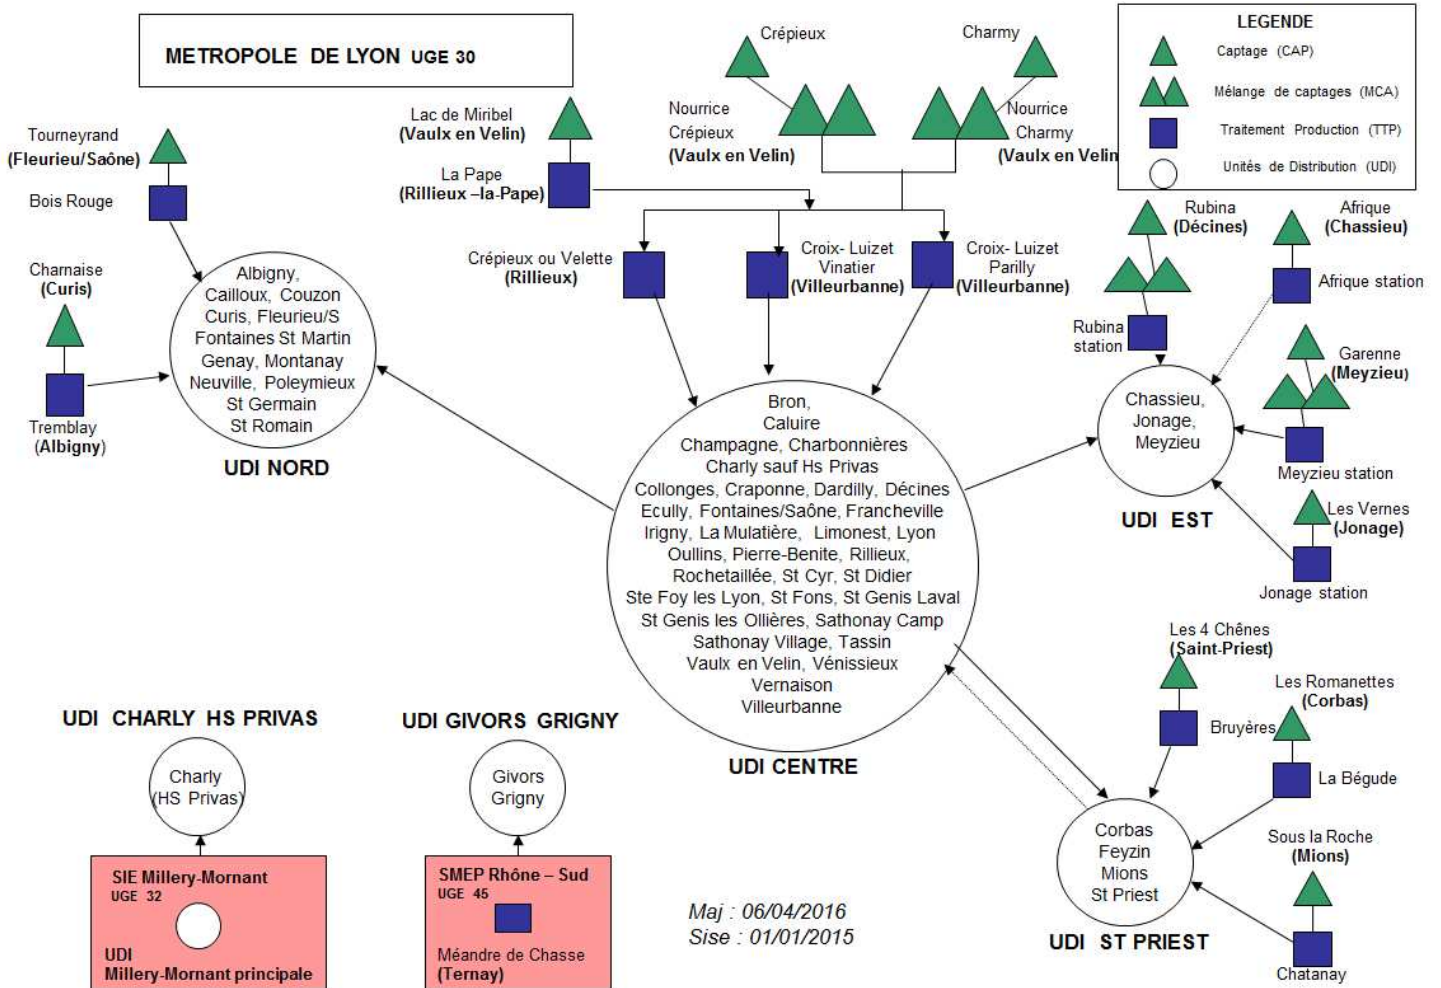 METROPOLE DE LYON UGE 30
Crépieux
Charmy
LEGENDE
Captage (CAP)
Mélange de captages (MCA)
Traitement Production (TTP)
Unités de Distribution (UDI)
Tourneyrand
(Fleurieu/Saône)
Bois Rouge
Lac de Miribel
(Vaulx en Velin)
La Pape
(Rillieux –la-Pape)
Nourrice
Crépieux
(Vaulx en Velin)
Nourrice
Charmy
(Vaulx en Velin
Charnaise
(Curis)
Tremblay
(Albigny)
Crépieux ou Velette
(Rillieux)
Croix- Luizet
Vinatier
(Villeurbanne)
Croix- Luizet
Parilly
(Villeurbanne)
Rubina
(Décines)
Rubina
station
Afrique
(Chassieu)
Afrique station
Garenne
(Meyzieu)
Meyzieu station
Les Vernes
(Jonage)
Jonage station
Albigny,
Cailloux, Couzon
Curis, Fleurieu/S
Fontaines St Martin
Genay, Montanay
Neuville, Poleymieux
St Germain
St Romain
UDI NORD
Bron,
Caluire
Champagne, Charbonnières
Charly sauf Hs Privas
Collonges, Craponne, Dardilly, Décines
Ecully, Fontaines/Saône, Francheville
Irigny, La Mulatière, Limonest, Lyon
Oullins, Pierre-Benite, Rillieux,
Rochetaillée, St Cyr, St Didier
Ste Foy les Lyon, St Fons, St Genis Laval
St Genis les Ollières, Sathonay Camp
Sathonay Village, Tassin
Vaulx en Velin, Vénissieux
Vernaison
Villeurbanne
UDI CENTRE
Chassieu,
Jonage,
Meyzieu
UDI EST
Les 4 Chênes
(Saint-Priest)
Bruyères
Les Romanettes
(Corbas)
La Bégude
Sous la Roche
(Mions)
Chatanay
Corbas
Feyzin
Mions
St Priest
UDI ST PRIEST
UDI CHARLY HS PRIVAS
Charly
(HS Privas)
SIE Millery-Mornant
UGE 32
UDI
Millery-Mornant principale
UDI GIVORS GRIGNY
Givors
Grigny
SMEP Rhône – Sud
UGE 45
Méandre de Chasse
(Ternay)
Maj : 06/04/2016
Sise : 01/01/2015